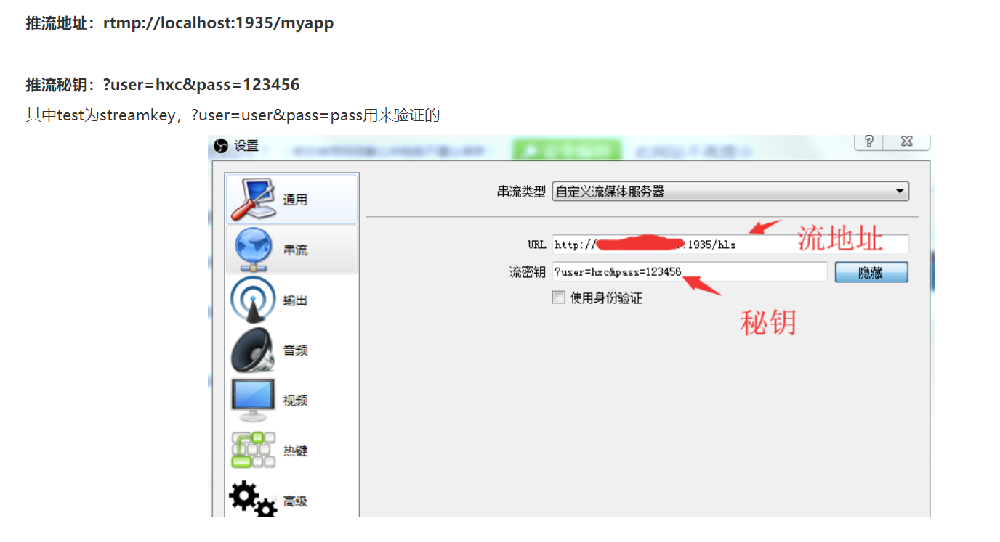 推流地址：rtmp://localhost:1935/myapp
推流秘钥：?user=hxc&pass=123456
其中test为streamkey，?user=user&pass=pass用来验证的
设置
通用
串流
输出
音频
视频
热键
高级
串流类型 自定义流媒体服务器
URL http:// :1935/hls 流地址
流密钥 ?user=hxc&pass=123456 隐藏
使用身份验证
秘钥